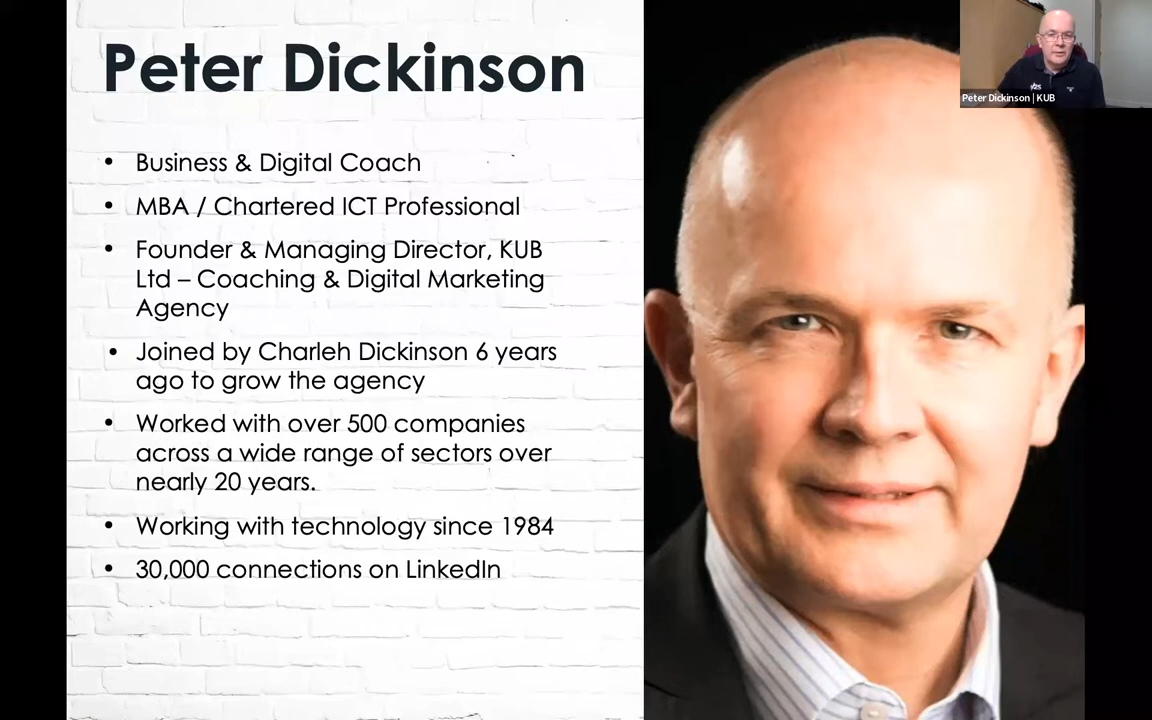 Peter Dickinson
Peter Dickinson | KUB
• Business & Digital Coach
• MBA / Chartered ICT Professional
• Founder & Managing Director, KUB
Ltd – Coaching & Digital Marketing
Agency
• Joined by Charleh Dickinson 6 years
ago to grow the agency
• Worked with over 500 companies
across a wide range of sectors over
nearly 20 years.
• Working with technology since 1984
• 30,000 connections on LinkedIn